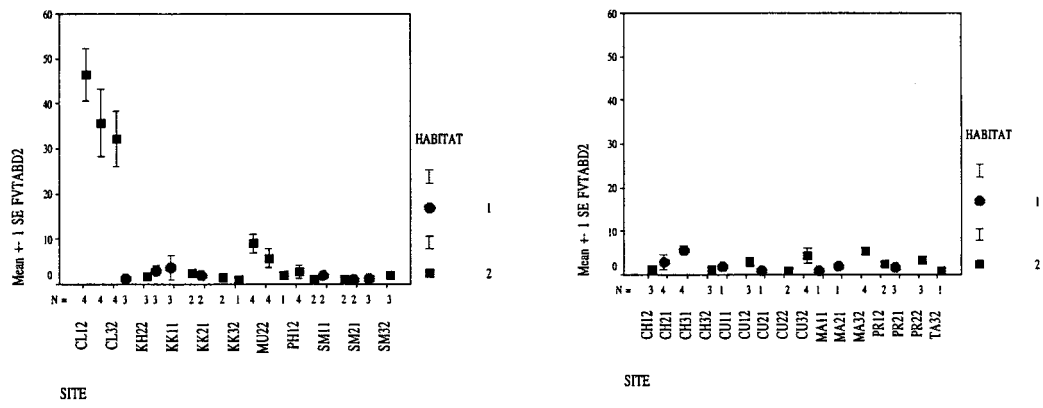 60
50
40
30
20
10
0
Mean +- 1 SE FVTABD2
N = 4 4 4 3 3 3 3 2 2 2 1 4 4 1 4 2 2 2 2 3 3
CL12 CL32 KH22 KK11 KK21 KK32 MU22 PH12 SM11 SM21 SM32
SITE
HABITAT
1
2
60
50
40
30
20
10
0
Mean +- 1 SE FVTABD2
N = 3 4 4 3 1 3 1 2 4 1 1 4 2 3 3 1
CH12 CH21 CH31 CH32 CU11 CU12 CU21 CU22 CU32 MA11 MA21 MA32 PR12 PR21 PR22 TA32
SITE
HABITAT
1
2